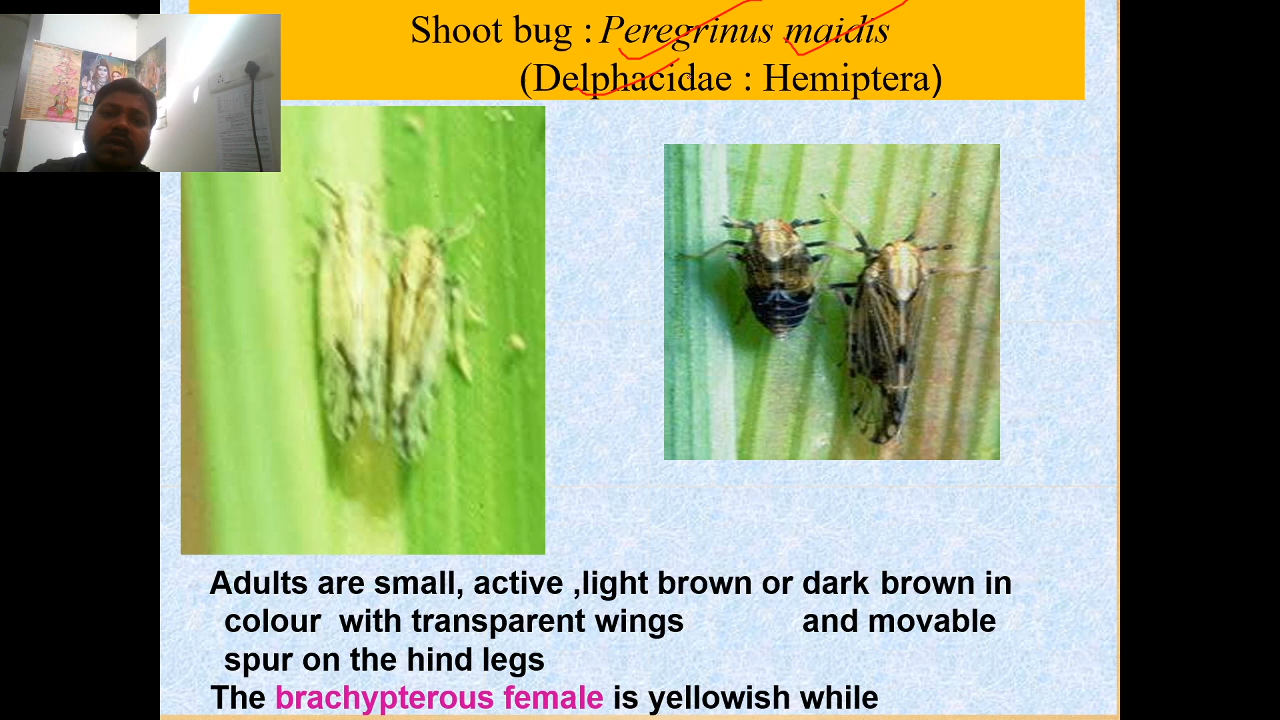 Shoot bug : Peregrinus maidis
(Delphacidae : Hemiptera)
Adults are small, active ,light brown or dark brown in
colour with transparent wings and movable
spur on the hind legs
The brachypterous female is yellowish while